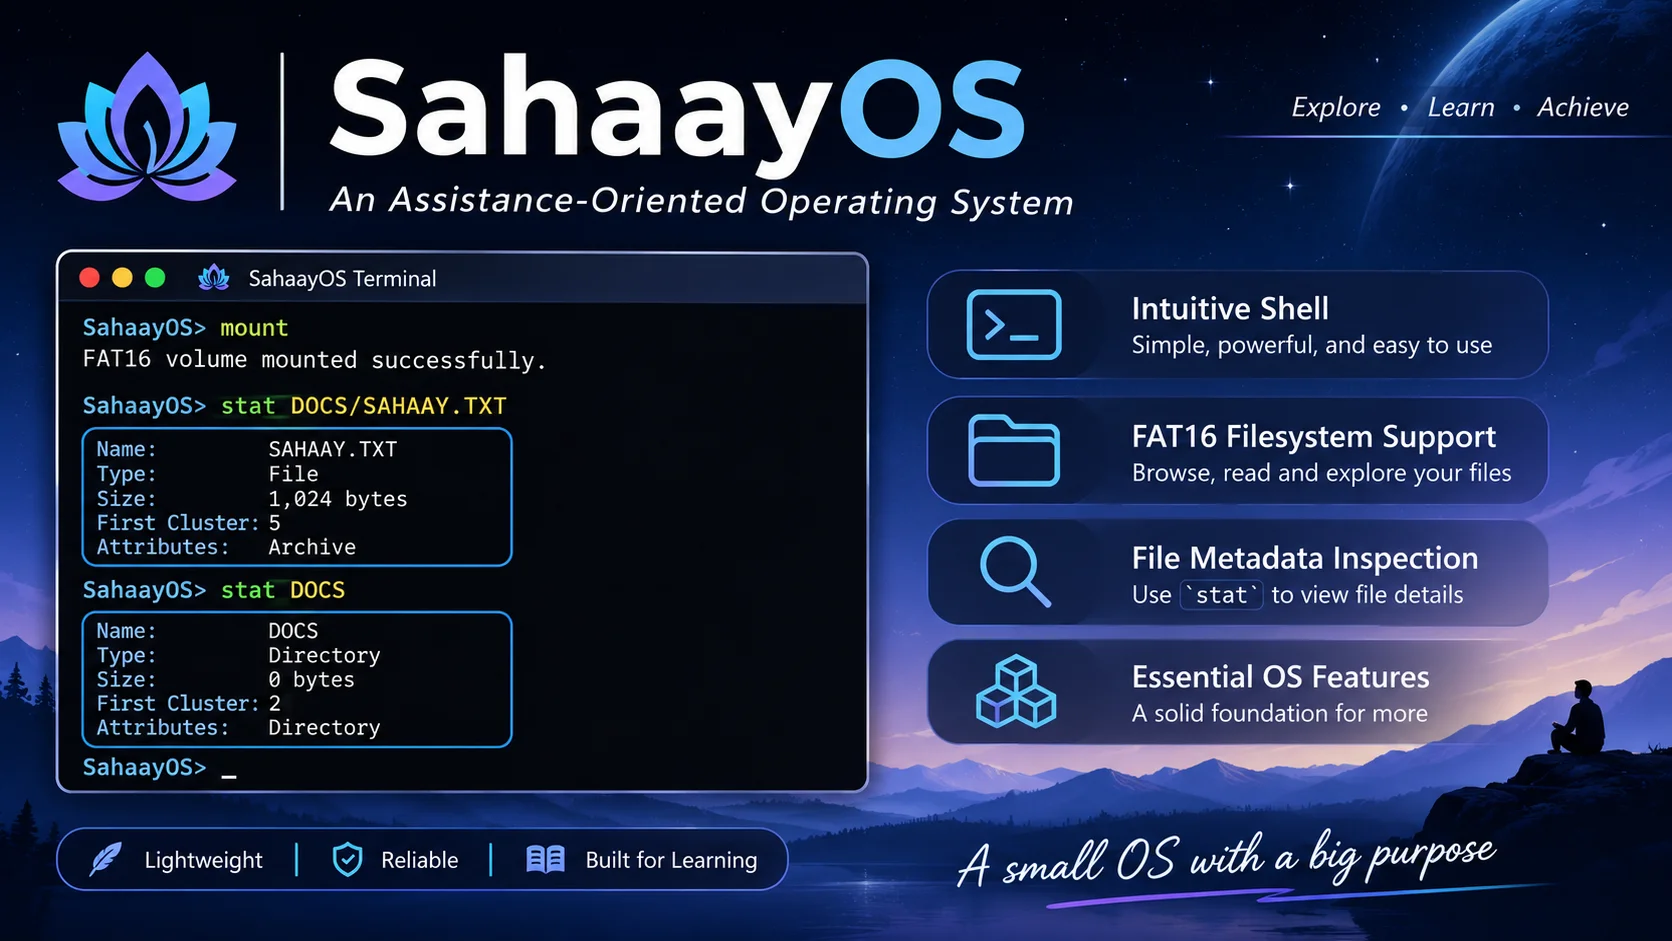 SahaayOS
An Assistance-Oriented Operating System
Explore • Learn • Achieve
SahaayOS Terminal
SahaayOS> mount
FAT16 volume mounted successfully.
SahaayOS> stat DOCS/SAHAAY.TXT
Name: SAHAAY.TXT
Type: File
Size: 1,024 bytes
First Cluster: 5
Attributes: Archive
SahaayOS> stat DOCS
Name: DOCS
Type: Directory
Size: 0 bytes
First Cluster: 2
Attributes: Directory
SahaayOS> _
Intuitive Shell
Simple, powerful, and easy to use
FAT16 Filesystem Support
Browse, read and explore your files
File Metadata Inspection
Use `stat` to view file details
Essential OS Features
A solid foundation for more
Lightweight | Reliable | Built for Learning
A small OS with a big purpose